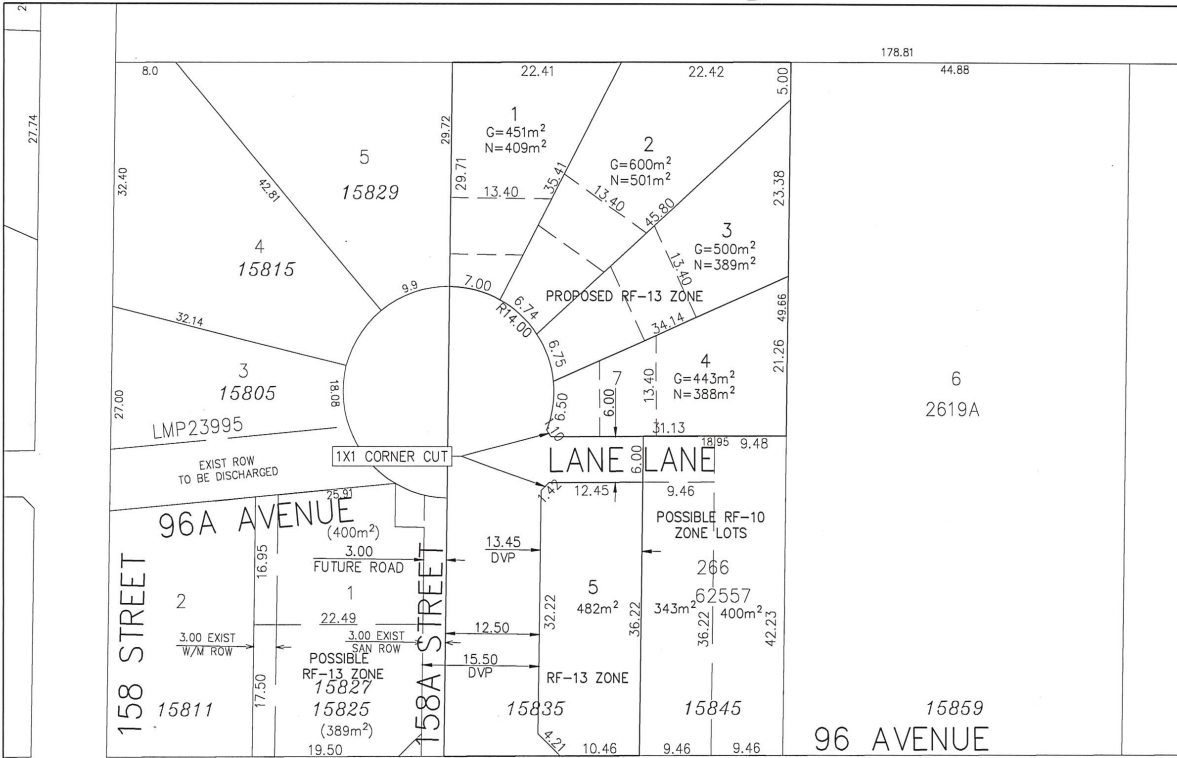 2
178.81
8.0
22.41
22.42
5.00
44.88
27.74
32.40
42.81
5
15829
29.72
29.71
1
G=451m²
N=409m²
13.40
35.41
2
G=600m²
N=501m²
13.40
45.80
23.38
3
G=500m²
N=389m²
13.40
4
15815
9.9
7.00
6.74
R14.00
PROPOSED RF-13 ZONE
34.14
49.66
32.14
6.75
21.26
3
15805
18.08
27.00
LMP23995
6.50
7
6.00
13.40
4
G=443m²
N=388m²
6
2619A
1.10
31.13
18.95
9.48
EXIST ROW
TO BE DISCHARGED
1X1 CORNER CUT
LANE
6.00
LANE
25.91
1.42
12.45
9.46
96A AVENUE
(400m²)
3.00
FUTURE ROAD
13.45
DVP
POSSIBLE RF-10
ZONE LOTS
16.95
266
62557
2
1
22.49
5
482m²
32.22
36.22
343m²
36.22
400m²
42.23
3.00 EXIST
W/M ROW
3.00 EXIST
SAN ROW
12.50
15.50
DVP
POSSIBLE
RF-13 ZONE
15827
15825
(389m²)
17.50
RF-13 ZONE
158 STREET
15811
158A STREET
15835
15845
15859
4.21
19.50
10.46
9.46
9.46
96 AVENUE